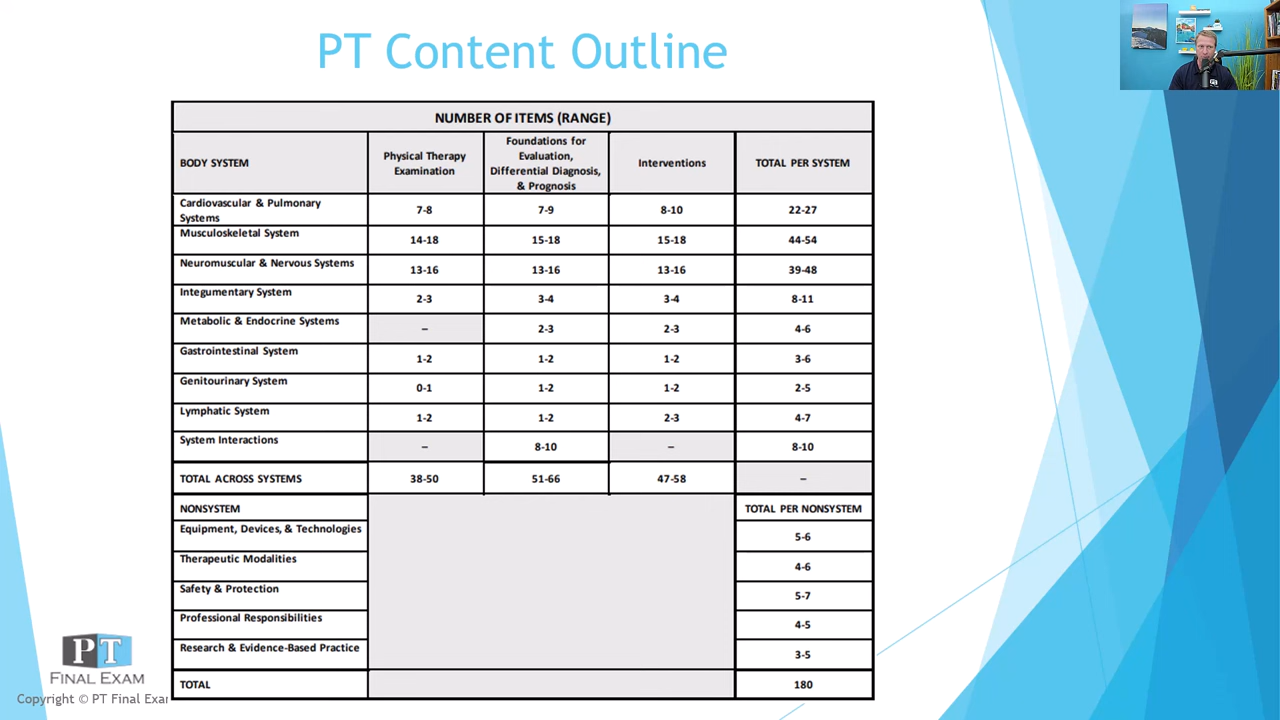 PT Content Outline
NUMBER OF ITEMS (RANGE)
BODY SYSTEM
Physical Therapy
Examination
Foundations for
Evaluation,
Differential Diagnosis,
& Prognosis
Interventions
TOTAL PER SYSTEM
Cardiovascular & Pulmonary
Systems
7-8
7-9
8-10
22-27
Musculoskeletal System
14-18
15-18
15-18
44-54
Neuromuscular & Nervous Systems
13-16
13-16
13-16
39-48
Integumentary System
2-3
3-4
3-4
8-11
Metabolic & Endocrine Systems
–
2-3
2-3
4-6
Gastrointestinal System
1-2
1-2
1-2
3-6
Genitourinary System
0-1
1-2
1-2
2-5
Lymphatic System
1-2
1-2
2-3
4-7
System Interactions
–
8-10
–
8-10
TOTAL ACROSS SYSTEMS
38-50
51-66
47-58
–
NONSYSTEM
TOTAL PER NONSYSTEM
Equipment, Devices, & Technologies
5-6
Therapeutic Modalities
4-6
Safety & Protection
5-7
Professional Responsibilities
4-5
Research & Evidence-Based Practice
3-5
TOTAL
180
PT
FINAL EXAM
Copyright © PT Final Exar